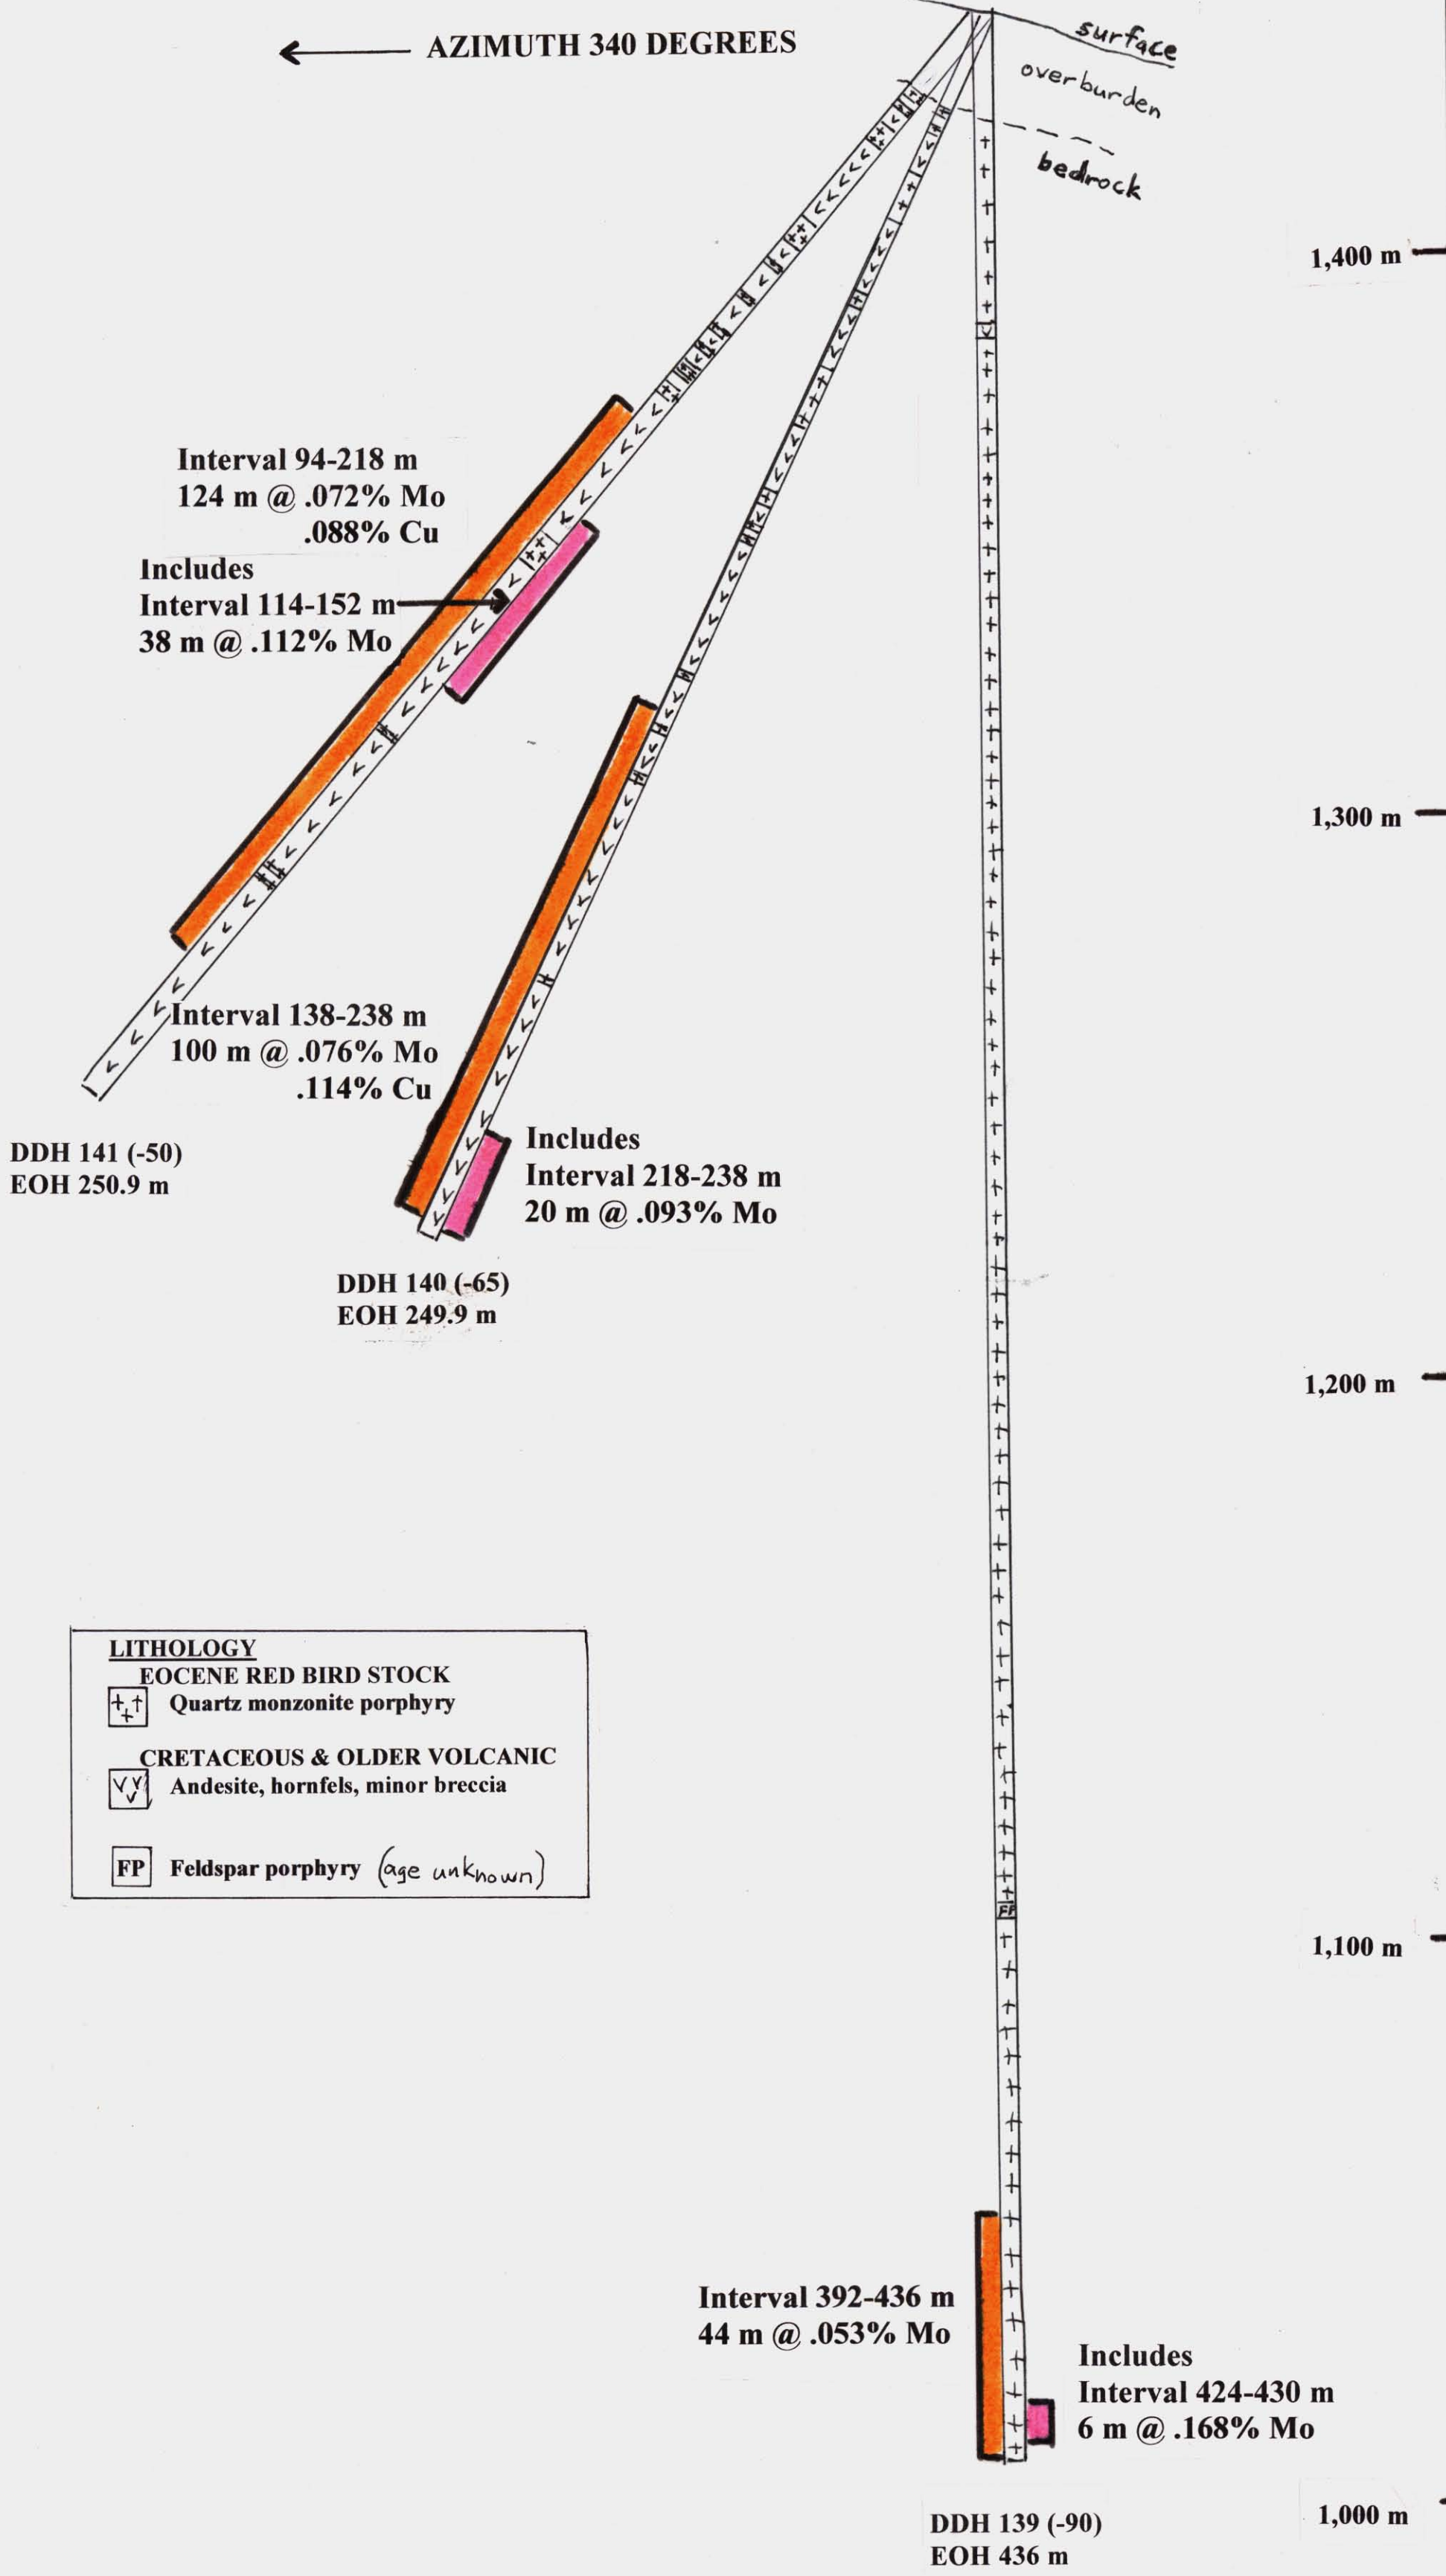 AZIMUTH 340 DEGREES
surface
overburden
bedrock
1,400 m
Interval 94-218 m
124 m @ .072% Mo
.088% Cu
Includes
Interval 114-152 m
38 m @ .112% Mo
1,300 m
Interval 138-238 m
100 m @ .076% Mo
.114% Cu
DDH 141 (-50)
EOH 250.9 m
Includes
Interval 218-238 m
20 m @ .093% Mo
DDH 140 (-65)
EOH 249.9 m
1,200 m
LITHOLOGY
EOCENE RED BIRD STOCK
Quartz monzonite porphyry
CRETACEOUS & OLDER VOLCANIC
Andesite, hornfels, minor breccia
FP Feldspar porphyry (age unknown)
FP
1,100 m
Interval 392-436 m
44 m @ .053% Mo
Includes
Interval 424-430 m
6 m @ .168% Mo
DDH 139 (-90)
EOH 436 m
1,000 m